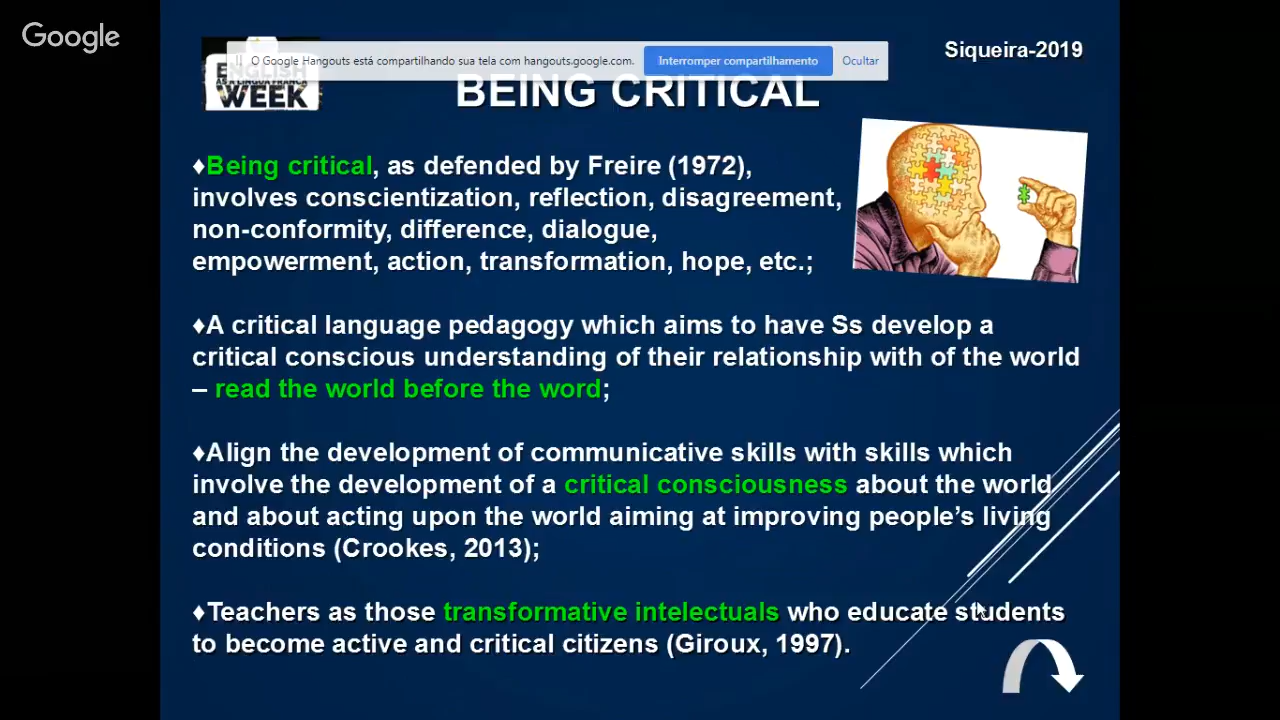 Google
Siqueira-2019
O Google Hangouts está compartilhando sua tela com hangouts.google.com. Interromper compartilhamento Ocultar
ENGLISH
AS A LINGUA FRANCA
WEEK
BEING CRITICAL
♦Being critical, as defended by Freire (1972),
involves conscientization, reflection, disagreement,
non-conformity, difference, dialogue,
empowerment, action, transformation, hope, etc.;
♦A critical language pedagogy which aims to have Ss develop a
critical conscious understanding of their relationship with of the world
– read the world before the word;
♦Align the development of communicative skills with skills which
involve the development of a critical consciousness about the world
and about acting upon the world aiming at improving people’s living
conditions (Crookes, 2013);
♦Teachers as those transformative intelectuals who educate students
to become active and critical citizens (Giroux, 1997).